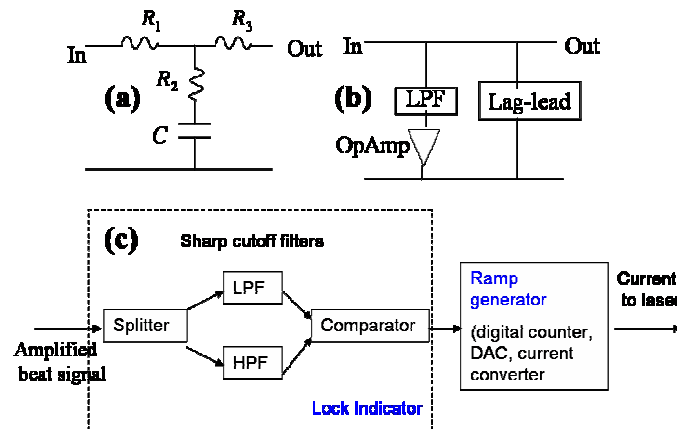 R1
R3
In
Out
(a)
R2
C
In
Out
(b)
LPF
Lag-lead
OpAmp
(c)
Sharp cutoff filters
LPF
Splitter
Comparator
HPF
Amplified
beat signal
Lock Indicator
Ramp
generator
(digital counter,
DAC, current
converter
Current
to laser